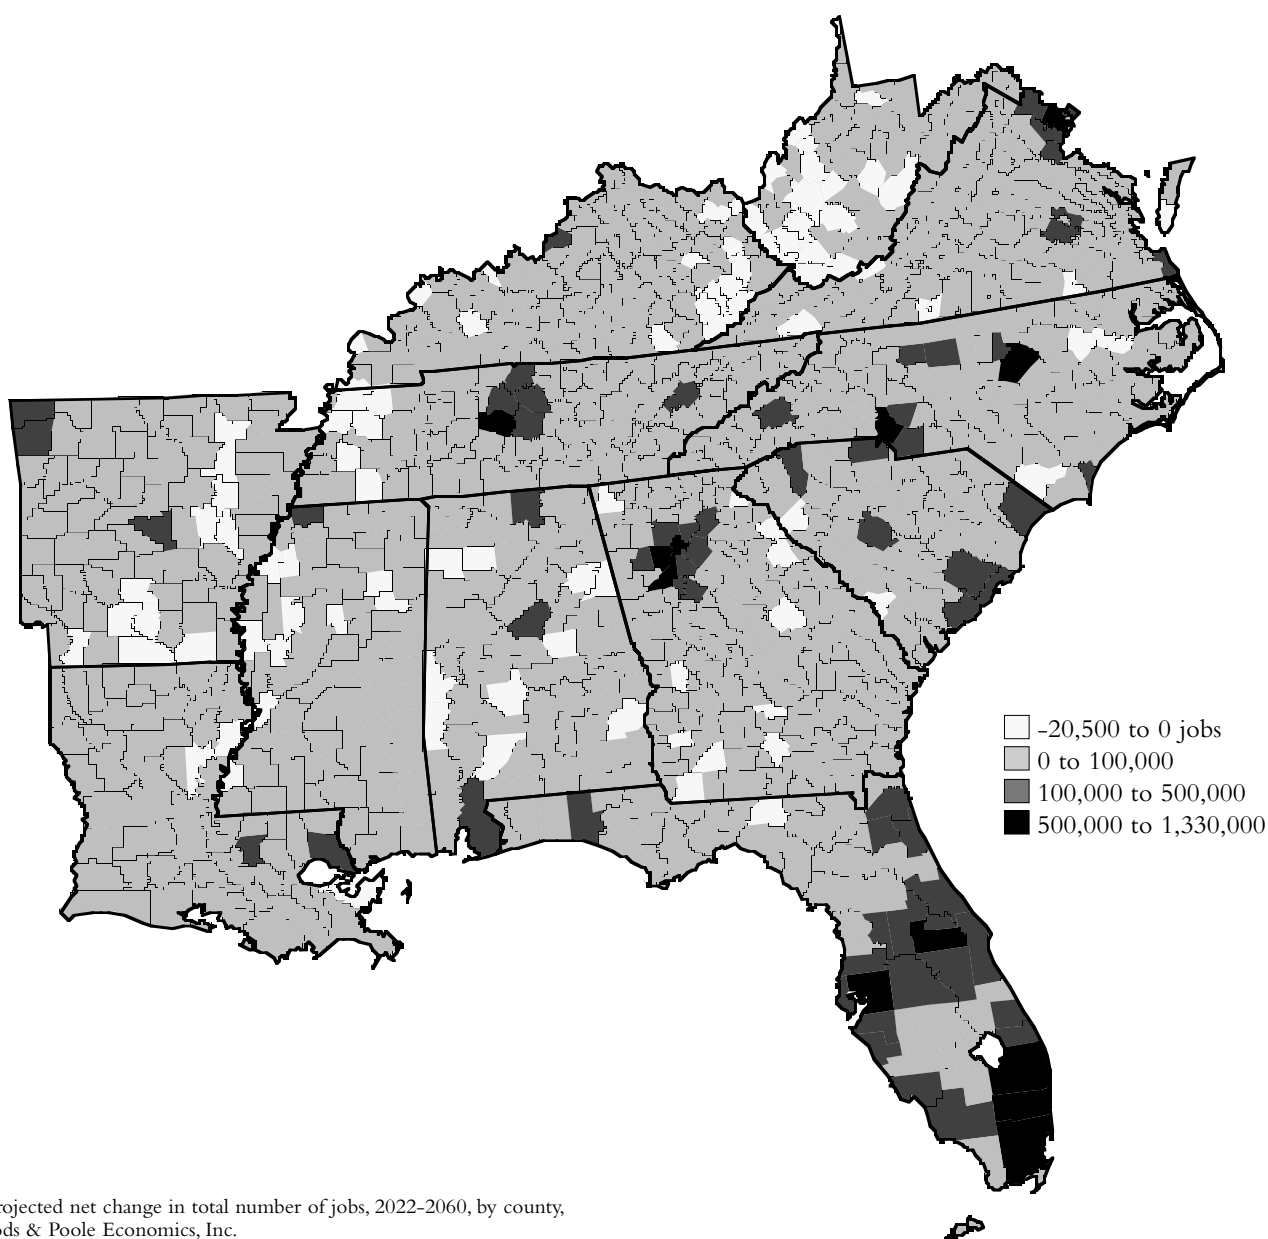 -20,500 to 0 jobs
0 to 100,000
100,000 to 500,000
500,000 to 1,330,000
rojected net change in total number of jobs, 2022-2060, by county,
ds & Poole Economics, Inc.